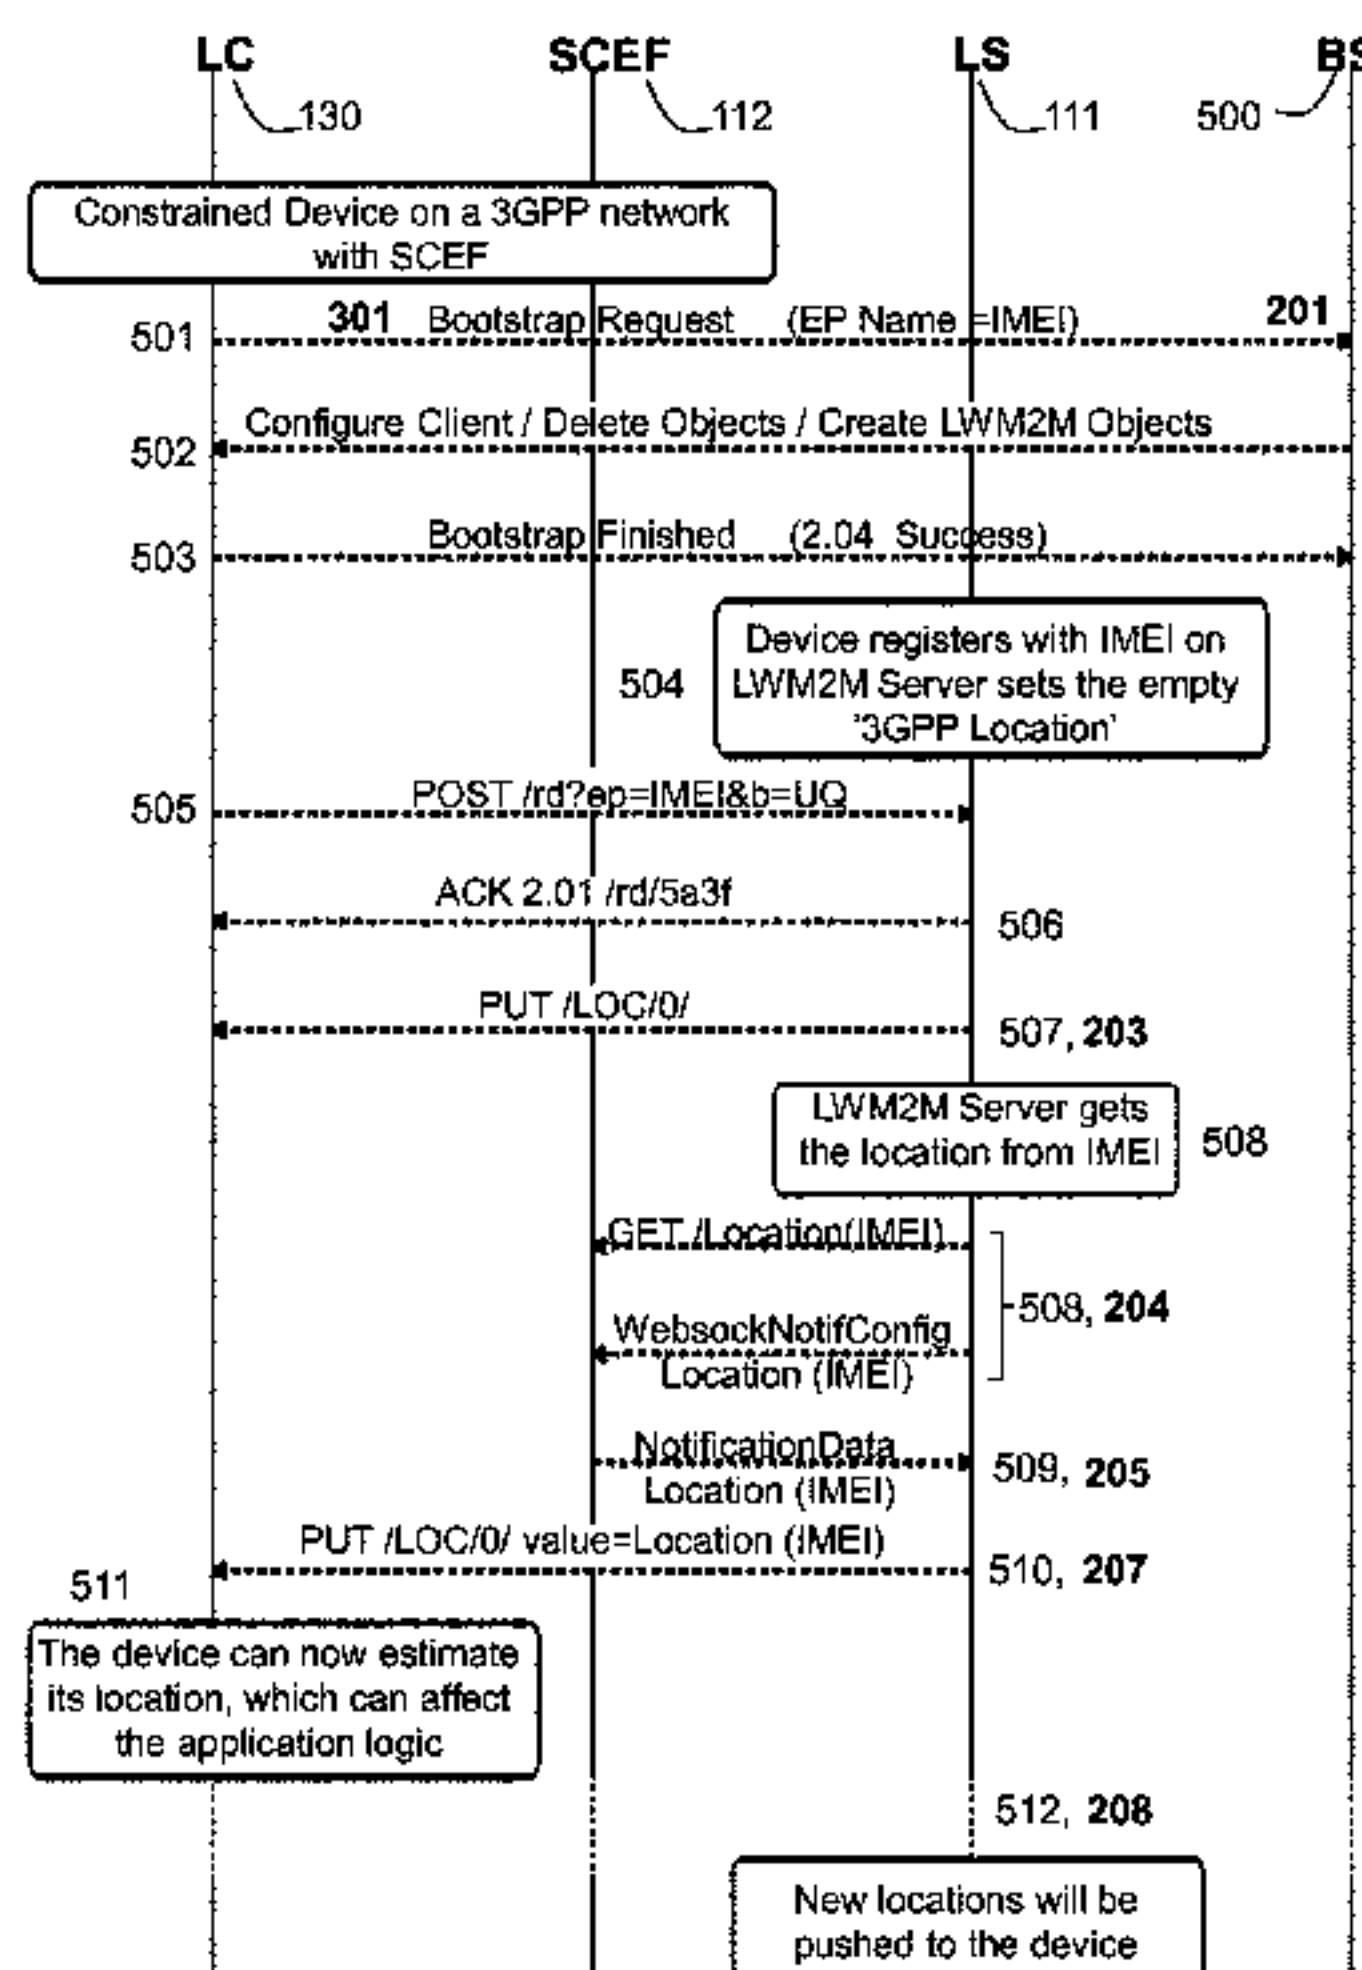 LC SCEF LS BS
130 112 111 500
Constrained Device on a 3GPP network
with SCEF
301 Bootstrap Request (EP Name =IMEI) 201
501
Configure Client / Delete Objects / Create LWM2M Objects
502
Bootstrap Finished (2.04 Success)
503
Device registers with IMEI on
504 LWM2M Server sets the empty
'3GPP Location'
POST /rd?ep=IMEI&b=UQ
505
ACK 2.01 /rd/5a3f
506
PUT /LOC/0/
507, 203
LWM2M Server gets
the location from IMEI 508
GET /Location(IMEI)
508, 204
WebsockNotifConfig
Location (IMEI)
NotificationData
509, 205
Location (IMEI)
PUT /LOC/0/ value=Location (IMEI)
510, 207
511
The device can now estimate
its location, which can affect
the application logic
512, 208
New locations will be
pushed to the device